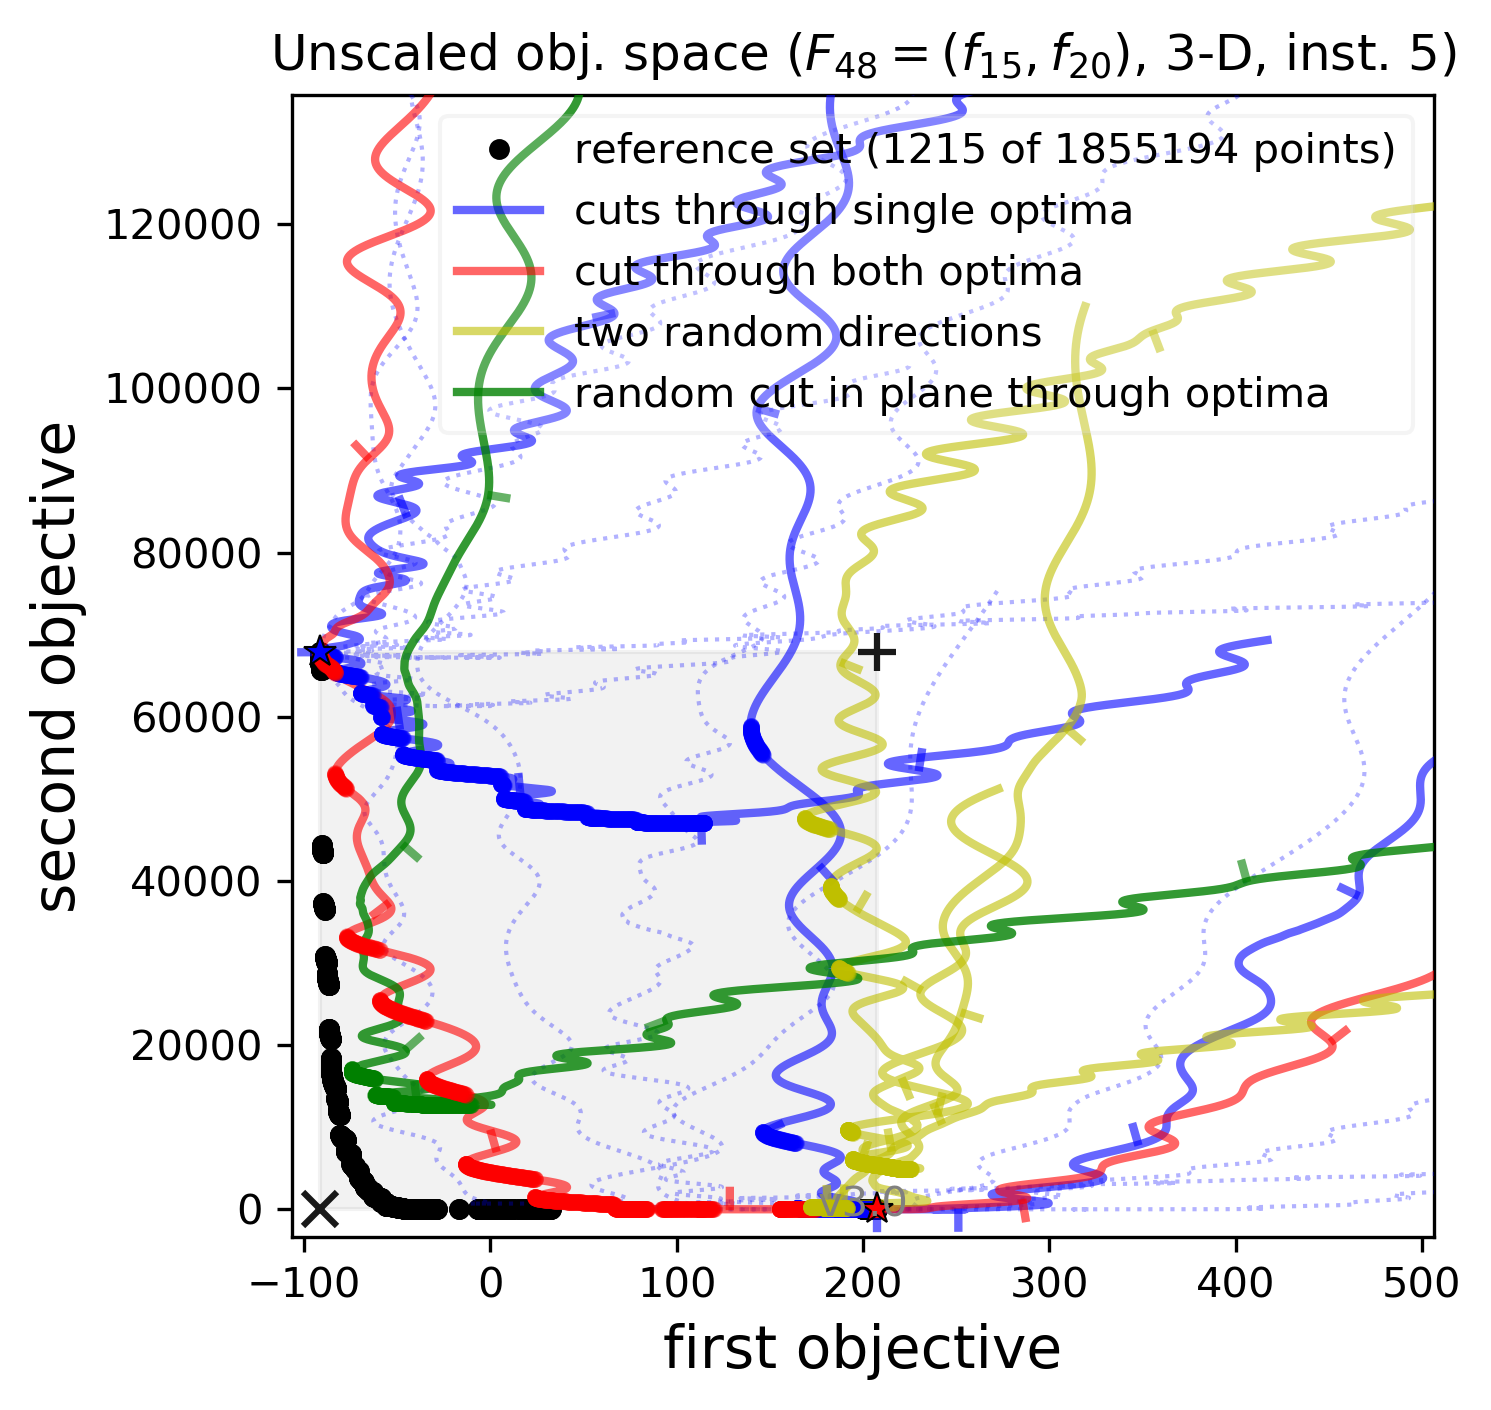 Unscaled obj. space (F48 = (f15, f20), 3-D, inst. 5)
reference set (1215 of 1855194 points)
cuts through single optima
cut through both optima
two random directions
random cut in plane through optima
second objective
120000
100000
80000
60000
40000
20000
0
v3.0
−100 0 100 200 300 400 500
first objective